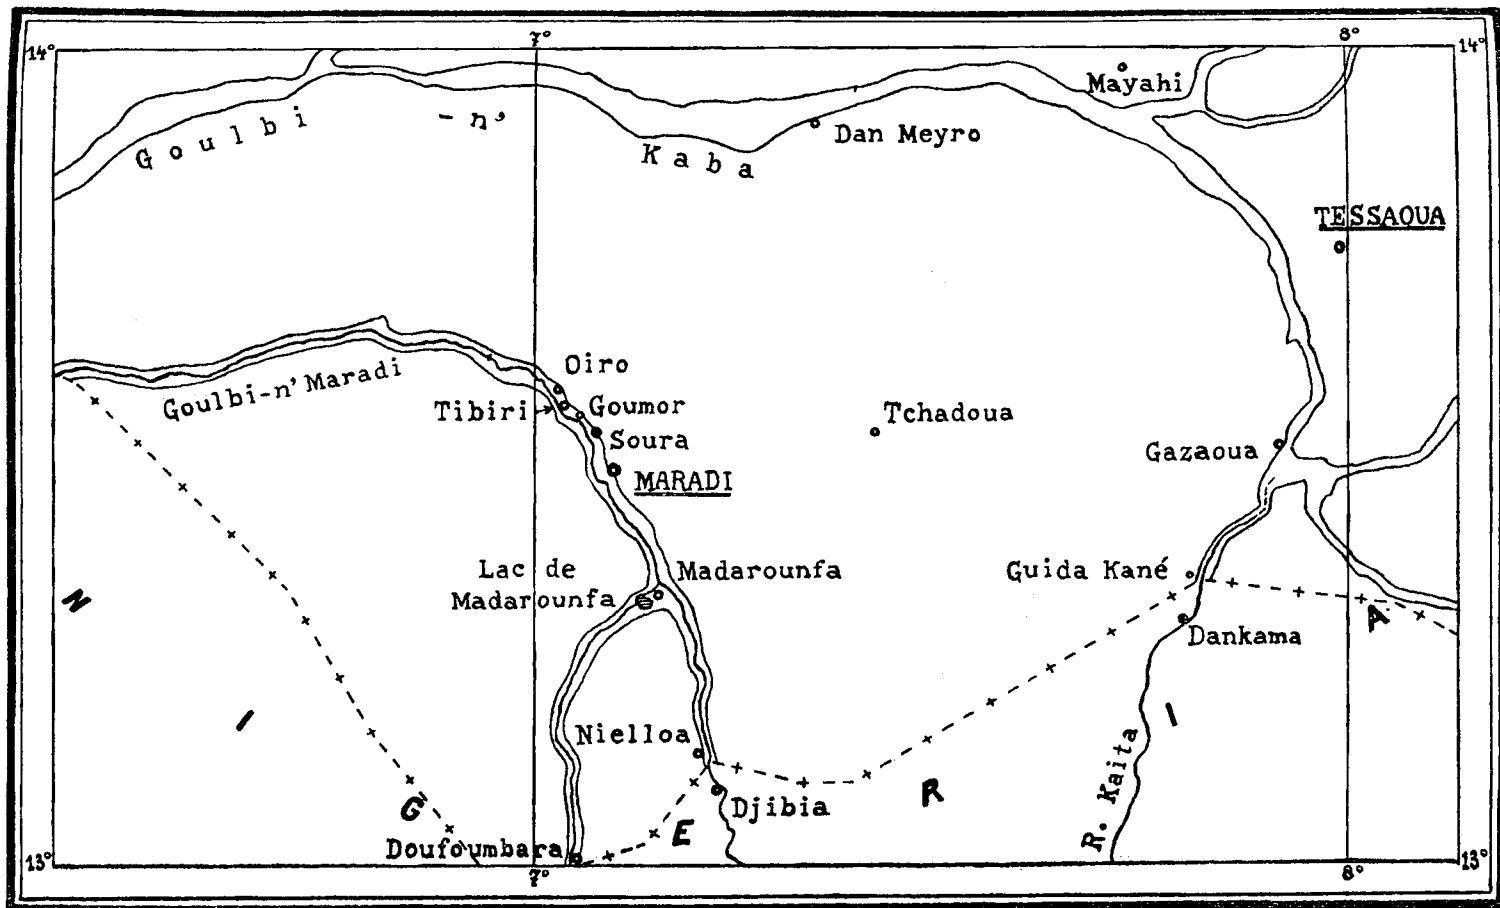 7°
8°
14°
14°
Mayahi
Goulbi -n' Kaba
Dan Meyro
TESSAOUA
Oiro
Goulbi-n' Maradi
Tibiri
Goumor
Tchadoua
Soura
Gazaoua
MARADI
Lac de
Madarounfa
Madarounfa
Guida Kané
Dankama
Nielloa
R. Kaita
Djibia
Doufoumbara
NIGERIA
13°
13°
7°
8°